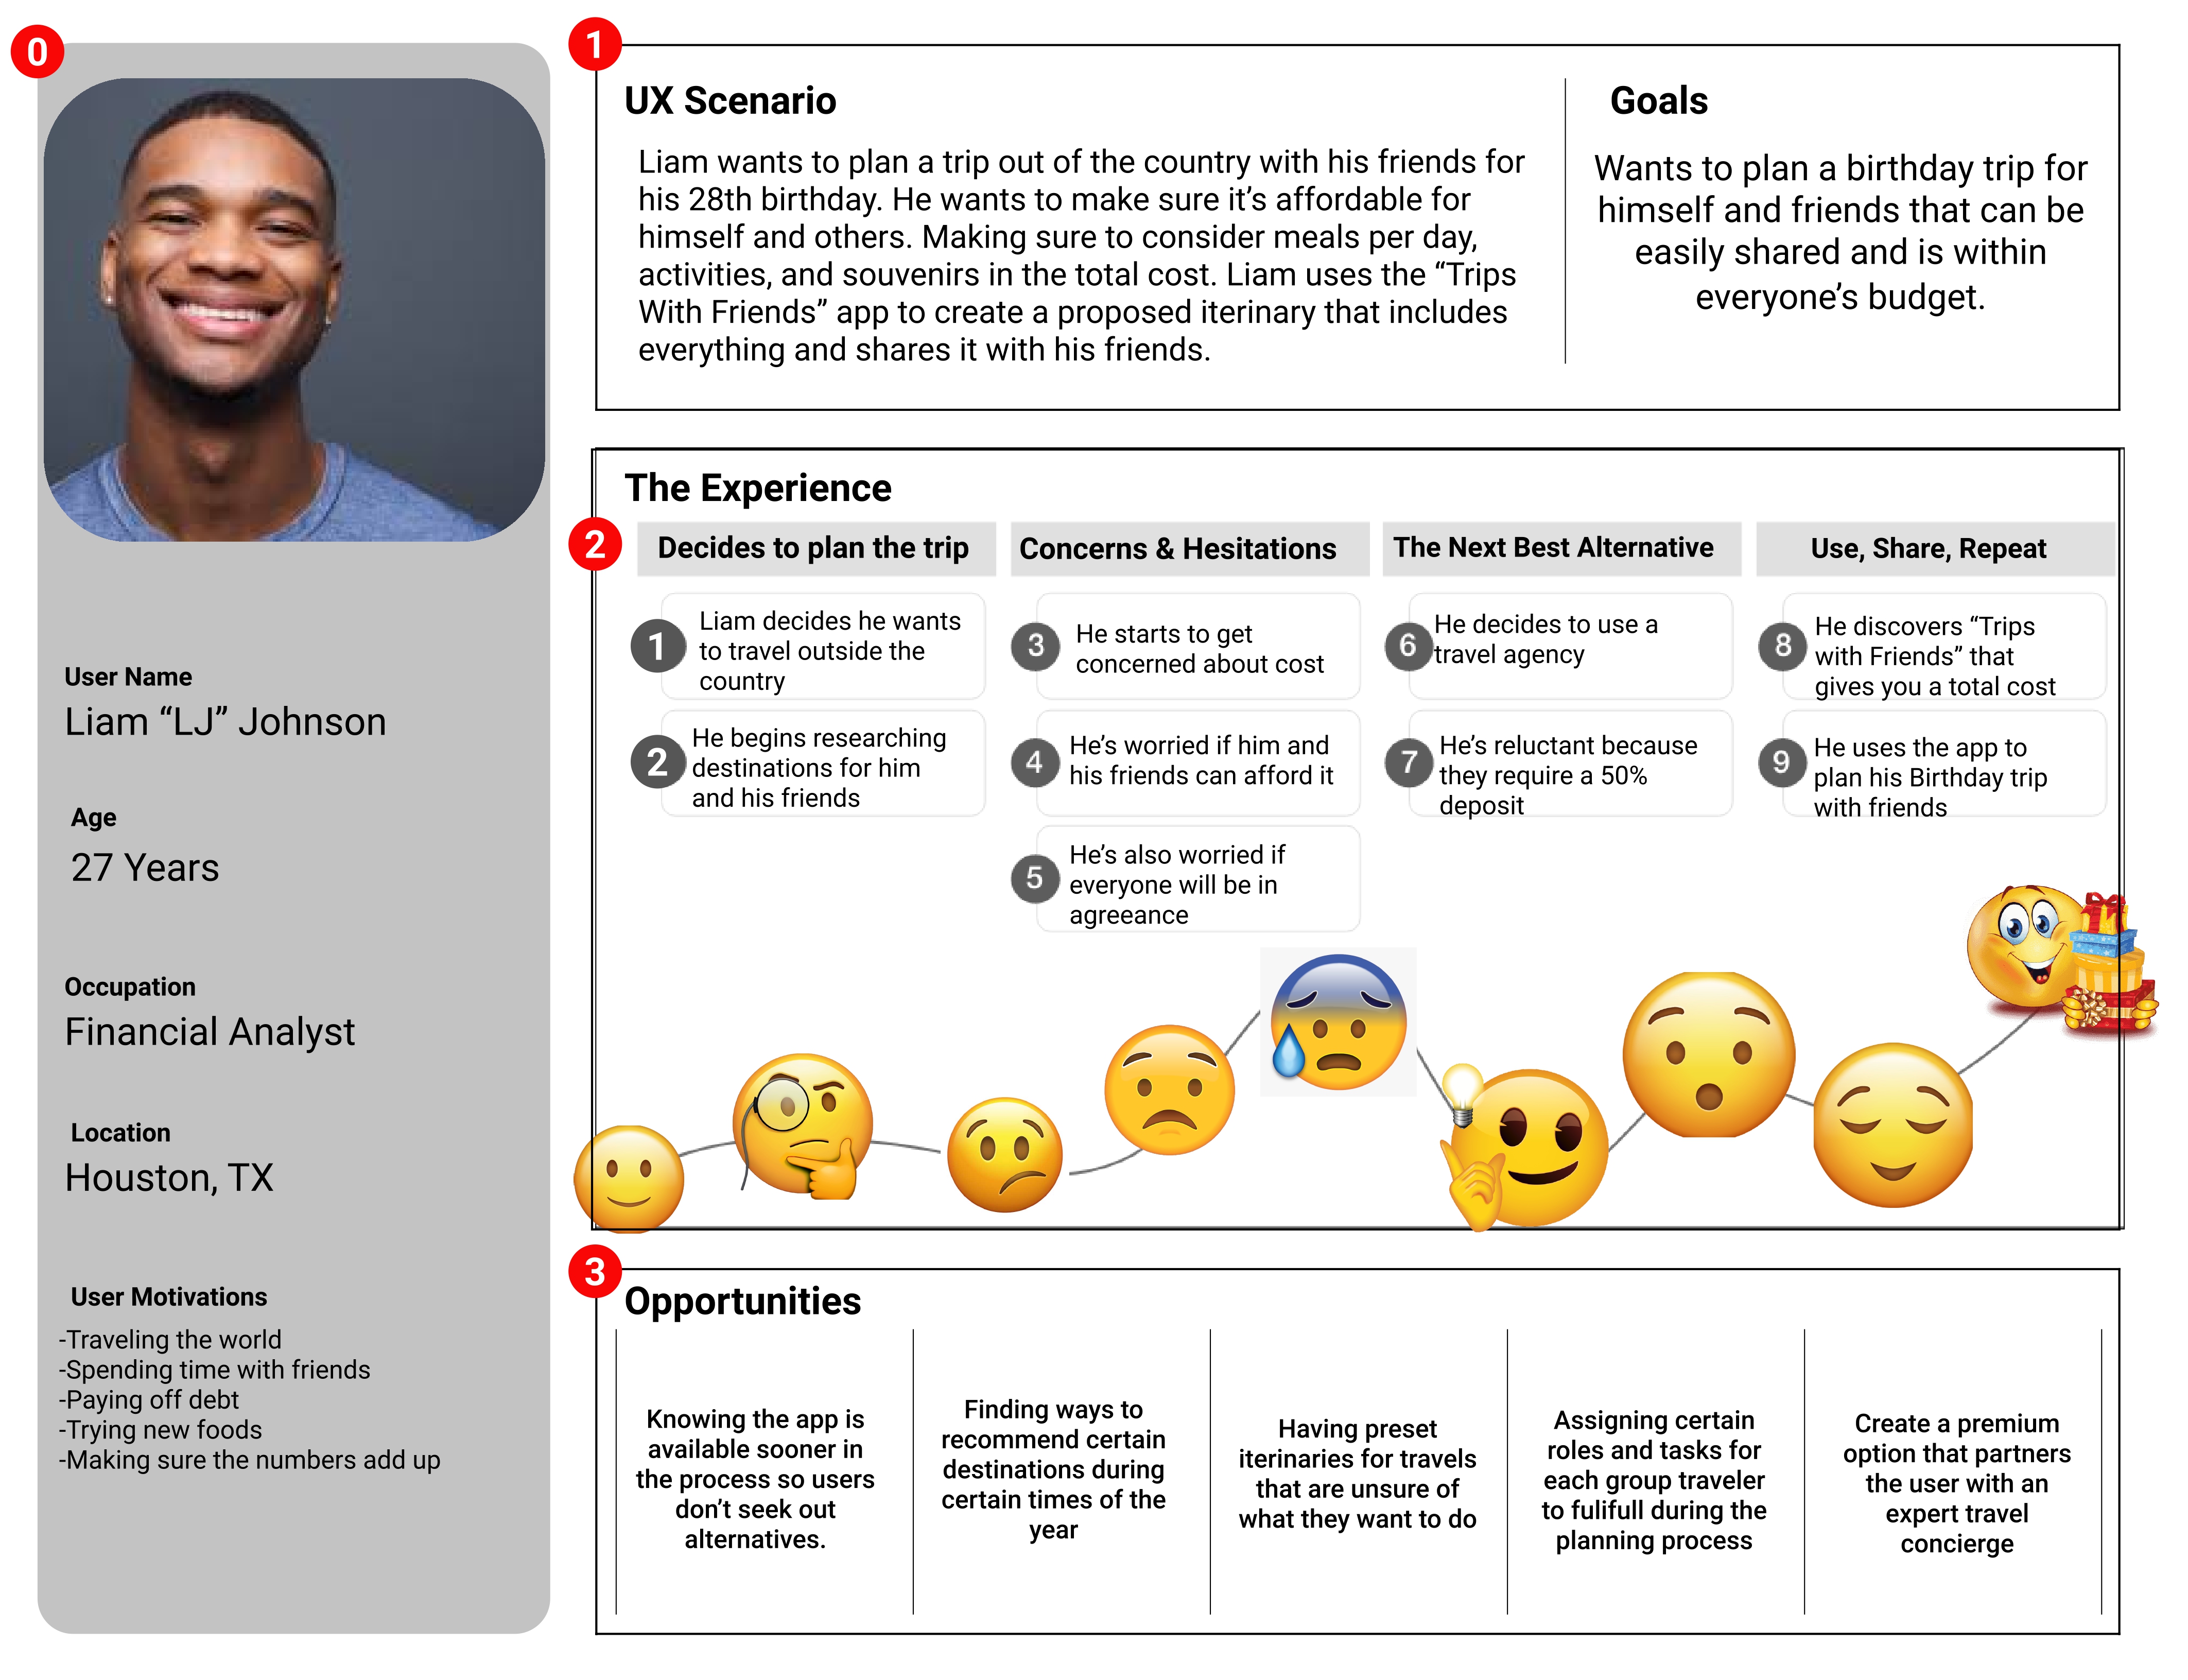 0
User Name
Liam “LJ” Johnson
Age
27 Years
Occupation
Financial Analyst
Location
Houston, TX
User Motivations
-Traveling the world
-Spending time with friends
-Paying off debt
-Trying new foods
-Making sure the numbers add up
1
UX Scenario
Liam wants to plan a trip out of the country with his friends for
his 28th birthday. He wants to make sure it’s affordable for
himself and others. Making sure to consider meals per day,
activities, and souvenirs in the total cost. Liam uses the “Trips
With Friends” app to create a proposed iterinary that includes
everything and shares it with his friends.
Goals
Wants to plan a birthday trip for
himself and friends that can be
easily shared and is within
everyone’s budget.
2
The Experience
Decides to plan the trip
1
Liam decides he wants
to travel outside the
country
2
He begins researching
destinations for him
and his friends
Concerns & Hesitations
3
He starts to get
concerned about cost
4
He’s worried if him and
his friends can afford it
5
He’s also worried if
everyone will be in
agreeance
The Next Best Alternative
6
He decides to use a
travel agency
7
He’s reluctant because
they require a 50%
deposit
Use, Share, Repeat
8
He discovers “Trips
with Friends” that
gives you a total cost
9
He uses the app to
plan his Birthday trip
with friends
3
Opportunities
Knowing the app is
available sooner in
the process so users
don’t seek out
alternatives.
Finding ways to
recommend certain
destinations during
certain times of the
year
Having preset
iterinaries for travels
that are unsure of
what they want to do
Assigning certain
roles and tasks for
each group traveler
to fulifull during the
planning process
Create a premium
option that partners
the user with an
expert travel
concierge